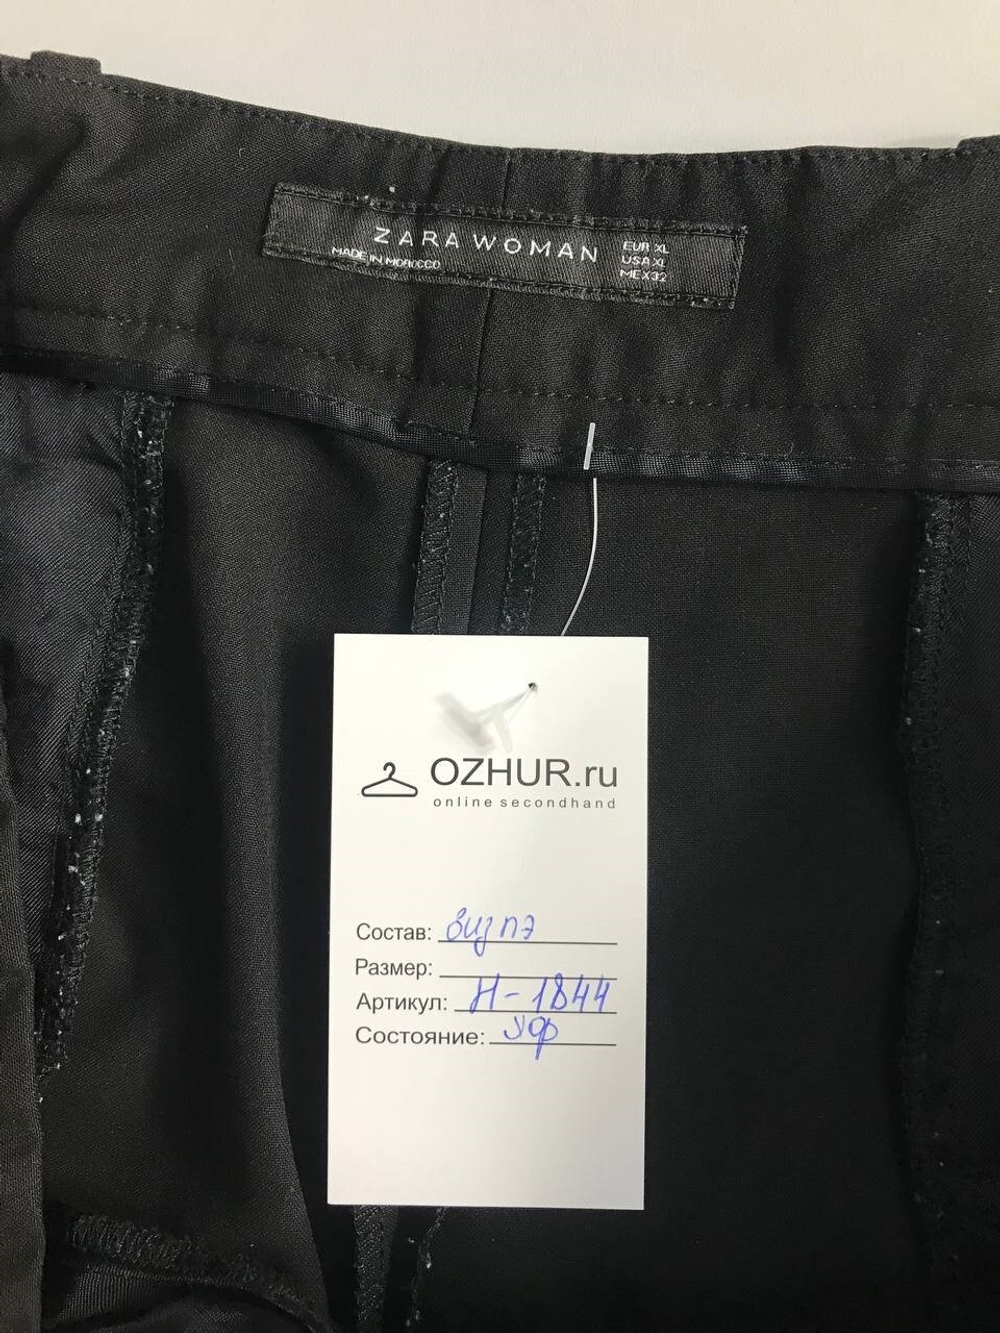 ZARA WOMAN
MADE IN MOROCCO
EUR XL
USA XL
MEX 32
OZHUR.ru
online secondhand
Состав: виз пэ
Размер:
Артикул: Н-1844
Состояние: